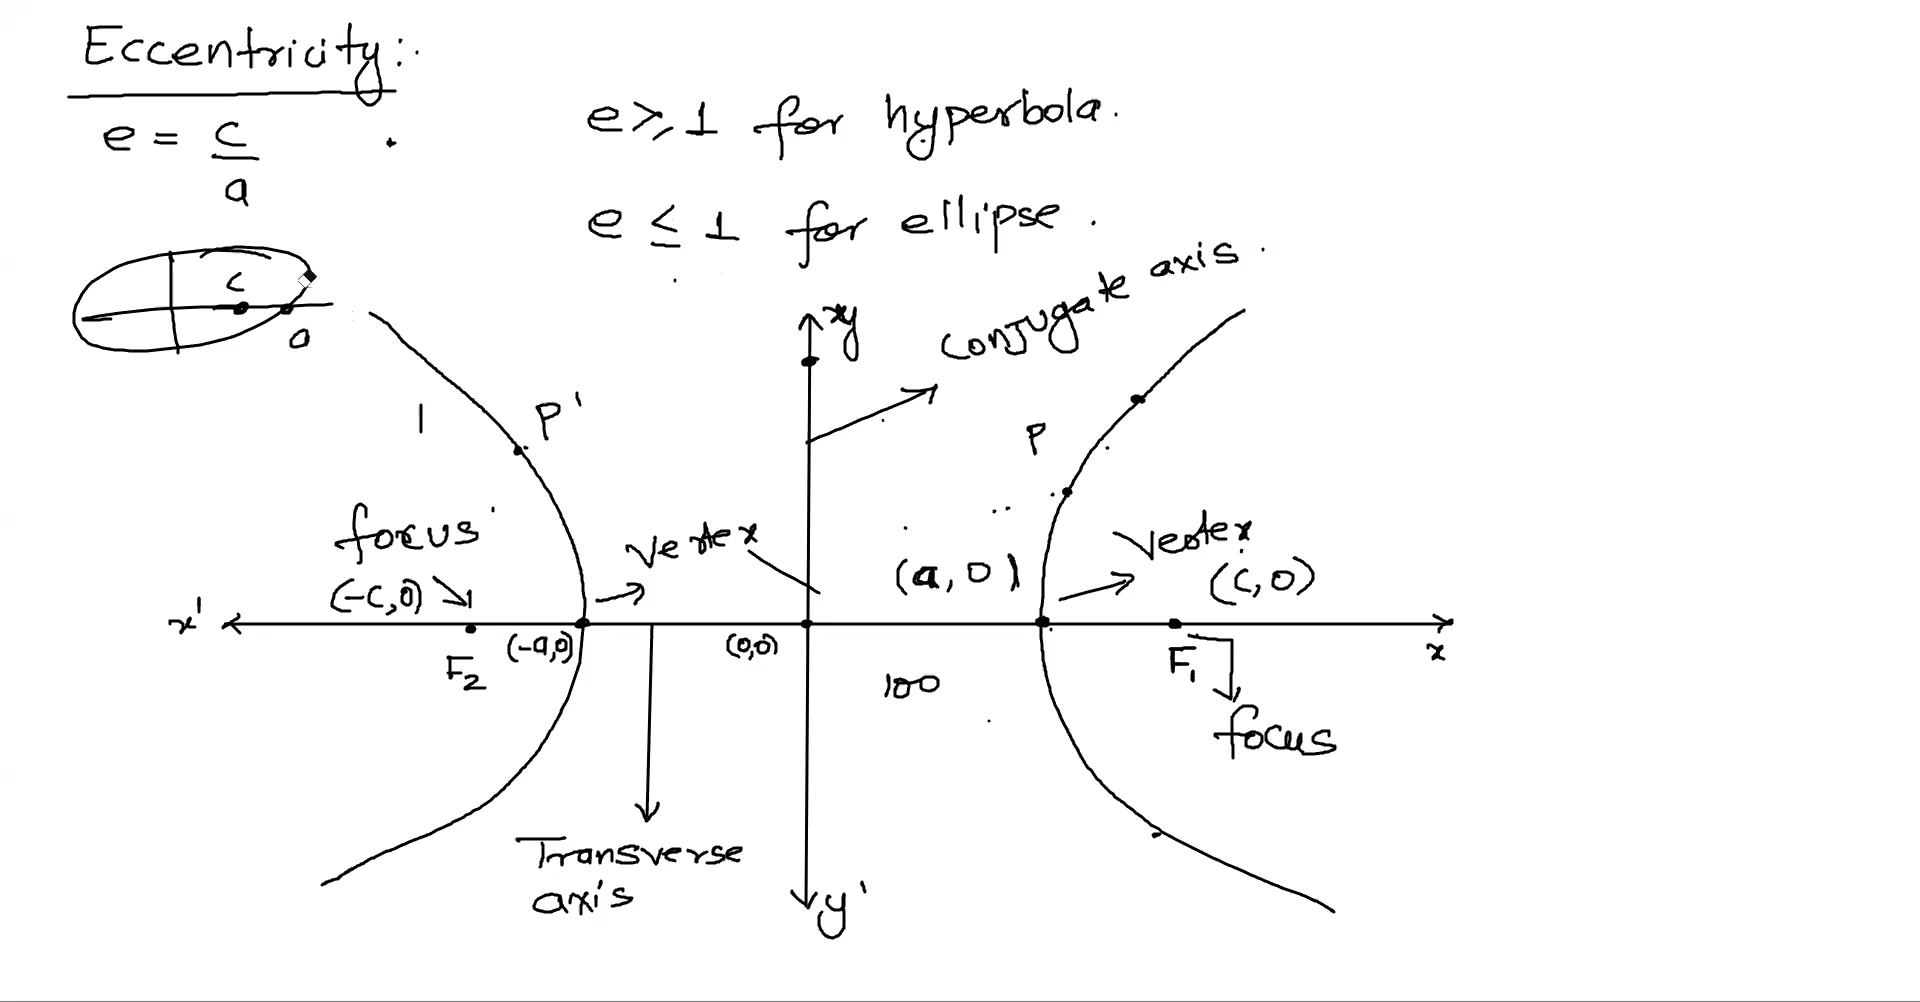 Eccentricity:
e = c/a
e ⩾ 1 for hyperbola.
e ≤ 1 for ellipse.
c
a
y
conjugate axis.
1
P'
P
focus
(-c,0)
vertex
(a,0)
vertex
(c,0)
x'
x
F2
(-a,0)
(0,0)
100
F1
focus
Transverse
axis
y'